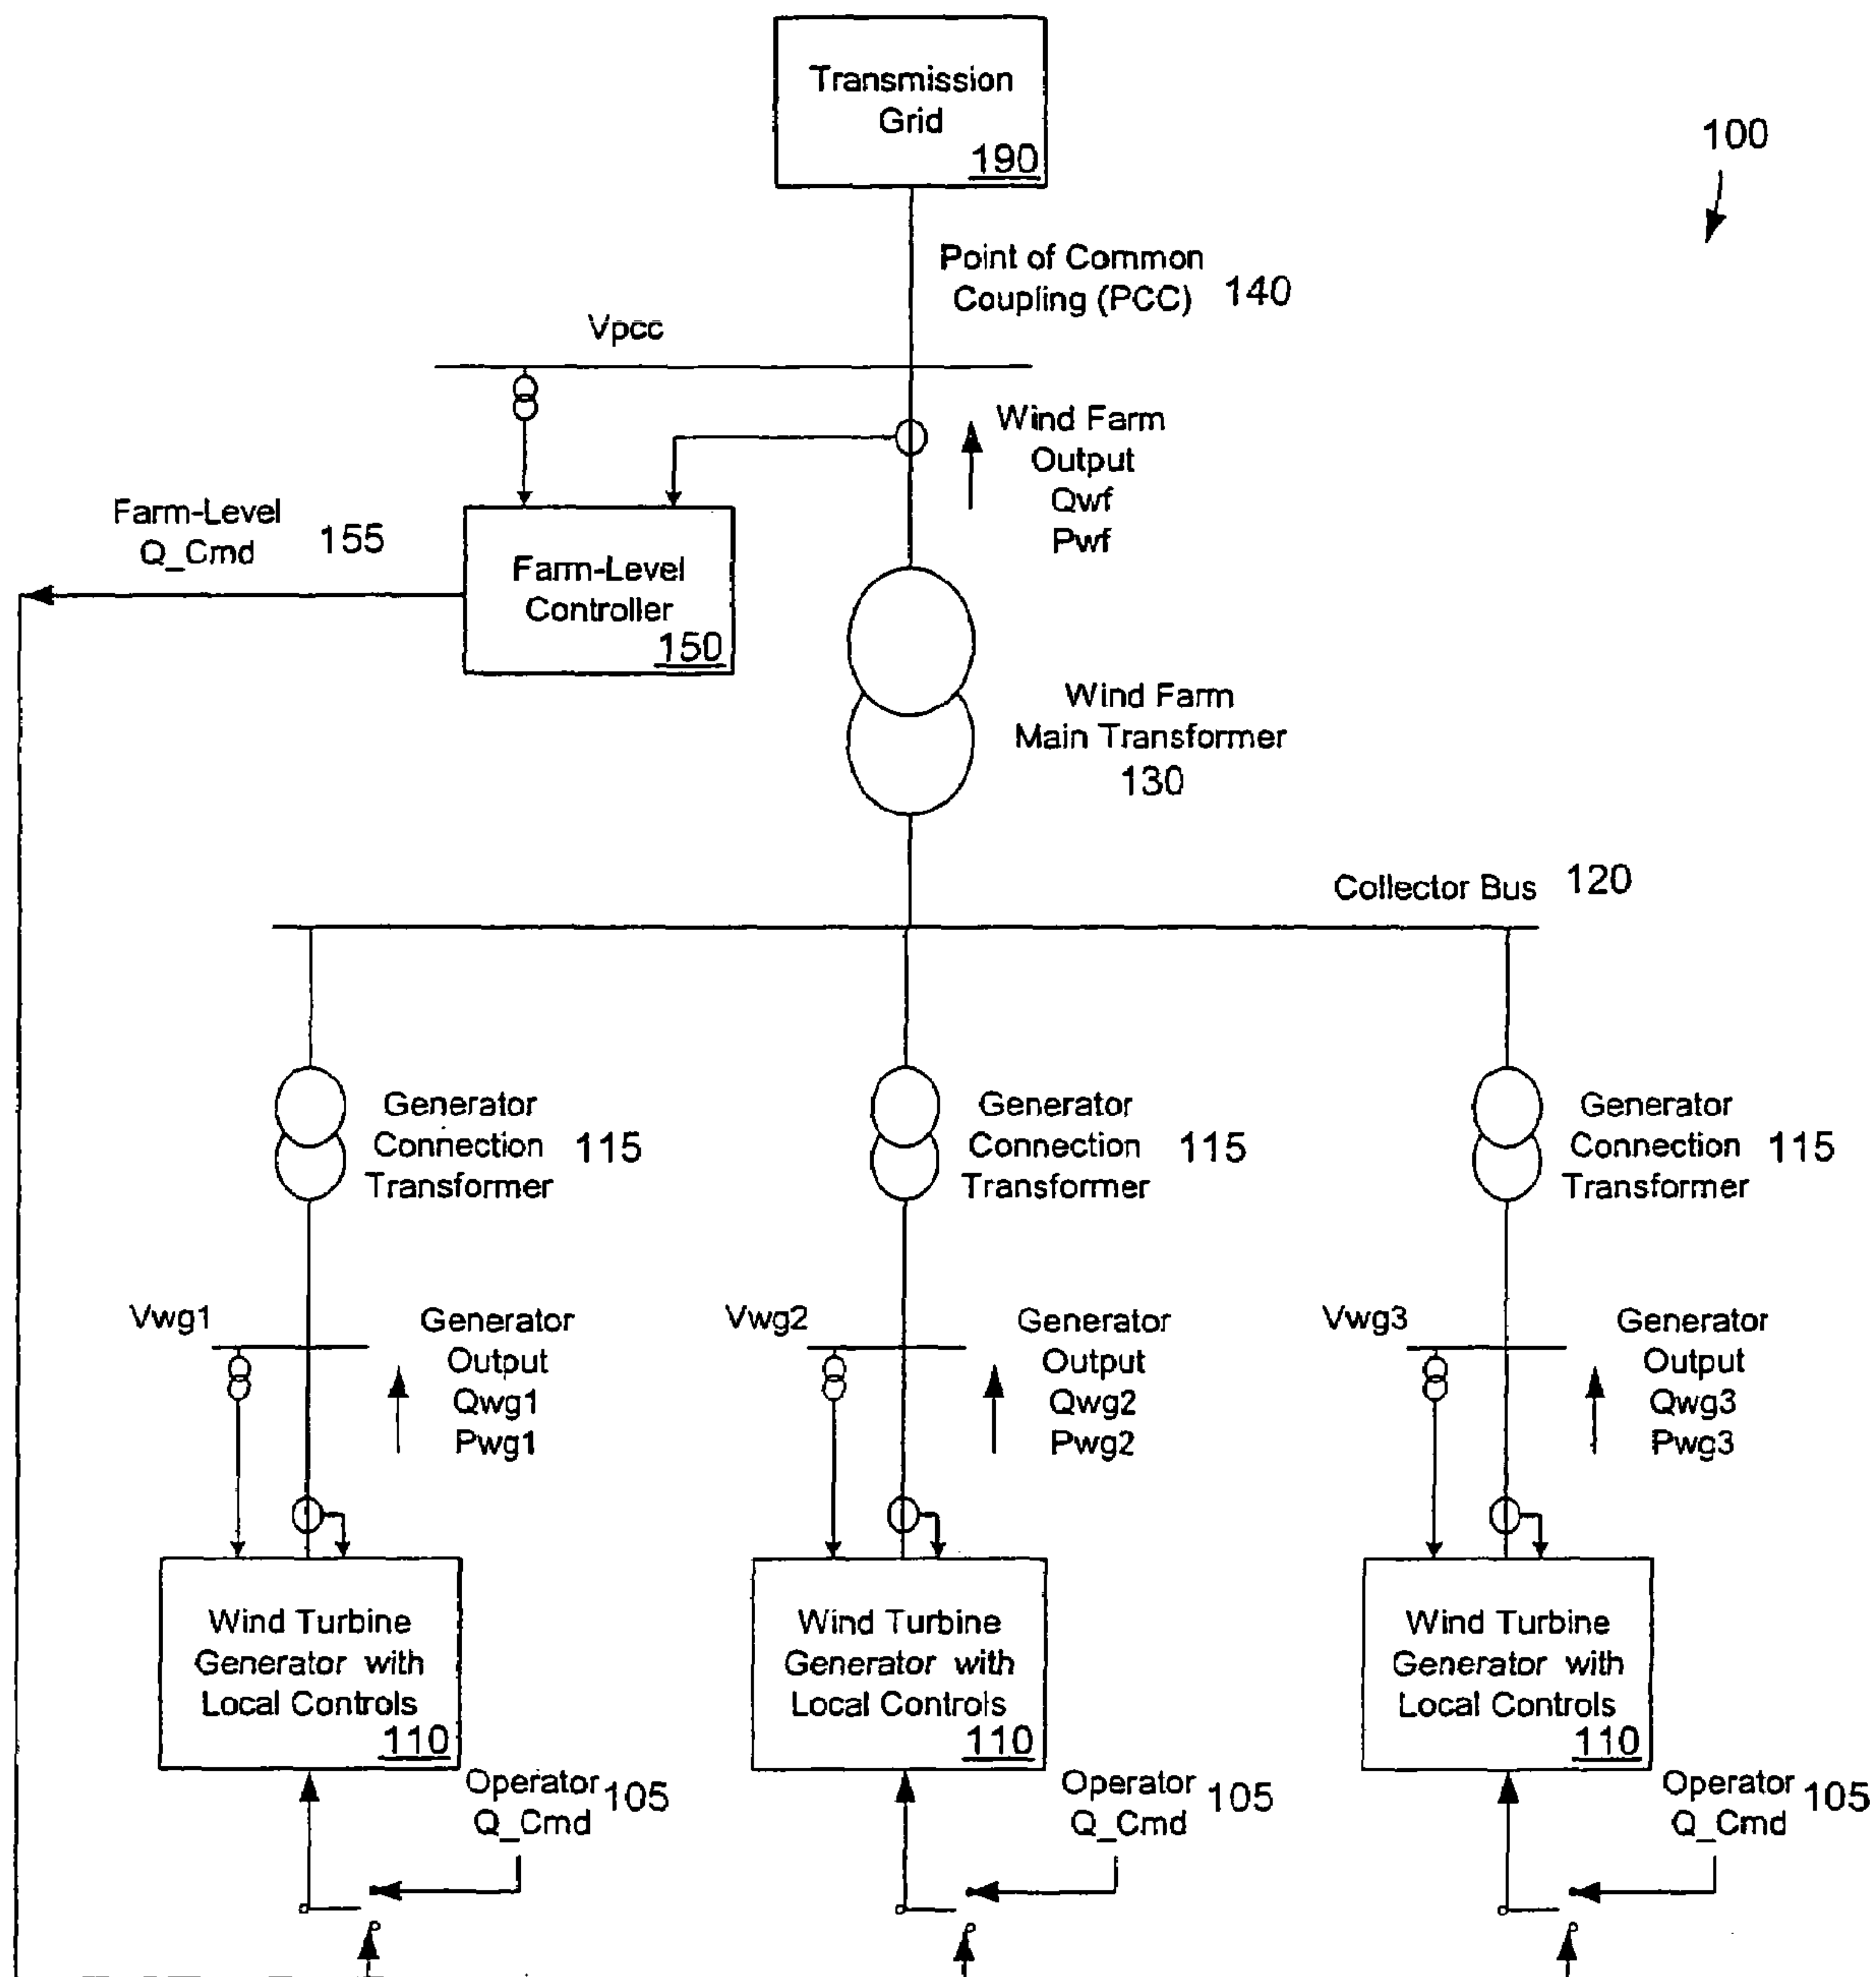 Transmission
Grid
190
100
Point of Common
Coupling (PCC) 140
Vpcc
Wind Farm
Output
Qwf
Pwf
Farm-Level
Q_Cmd 155
Farm-Level
Controller
150
Wind Farm
Main Transformer
130
Collector Bus 120
Generator
Connection 115
Transformer
Generator
Connection 115
Transformer
Generator
Connection 115
Transformer
Vwg1
Generator
Output
Qwg1
Pwg1
Vwg2
Generator
Output
Qwg2
Pwg2
Vwg3
Generator
Output
Qwg3
Pwg3
Wind Turbine
Generator with
Local Controls
110
Wind Turbine
Generator with
Local Controls
110
Wind Turbine
Generator with
Local Controls
110
Operator 105
Q_Cmd
Operator 105
Q_Cmd
Operator 105
Q_Cmd